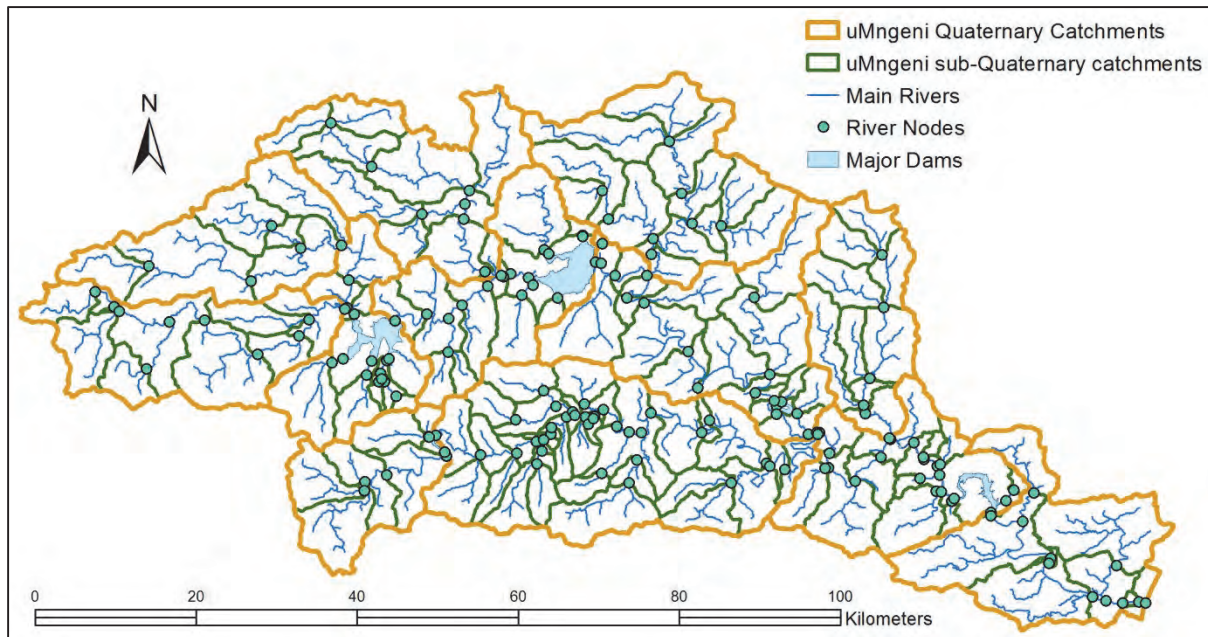 uMngeni Quaternary Catchments
uMngeni sub-Quaternary catchments
Main Rivers
River Nodes
Major Dams
N
0 20 40 60 80 100
Kilometers